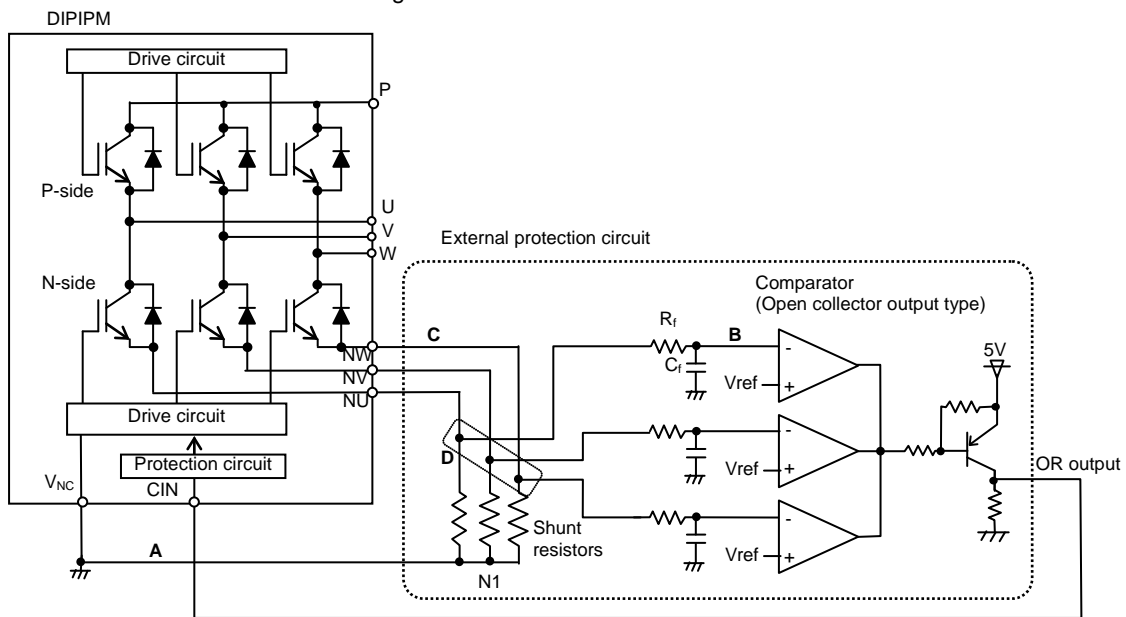 DIPIPM
Drive circuit
P
P-side
U
V
W
N-side
External protection circuit
Comparator
(Open collector output type)
Rf
B
C
Cf
-
Vref
+
5V
NW
NV
NU
Drive circuit
D
-
Vref
+
Protection circuit
OR output
VNC
CIN
Shunt
resistors
-
Vref
+
A
N1